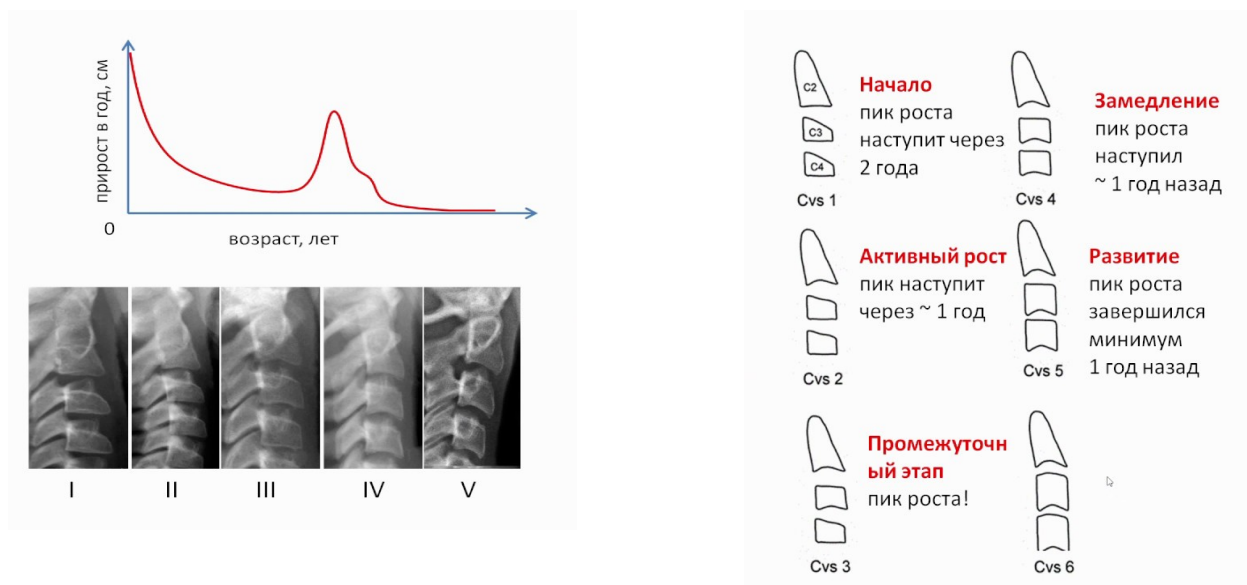 прирост в год, см
0
возраст, лет
I II III IV V
C2
C3
C4
Cvs 1
Начало
пик роста
наступит через
2 года
Cvs 4
Замедление
пик роста
наступил
~ 1 год назад
Cvs 2
Активный рост
пик наступит
через ~ 1 год
Cvs 5
Развитие
пик роста
завершился
минимум
1 год назад
Cvs 3
Промежуточн
ый этап
пик роста!
Cvs 6